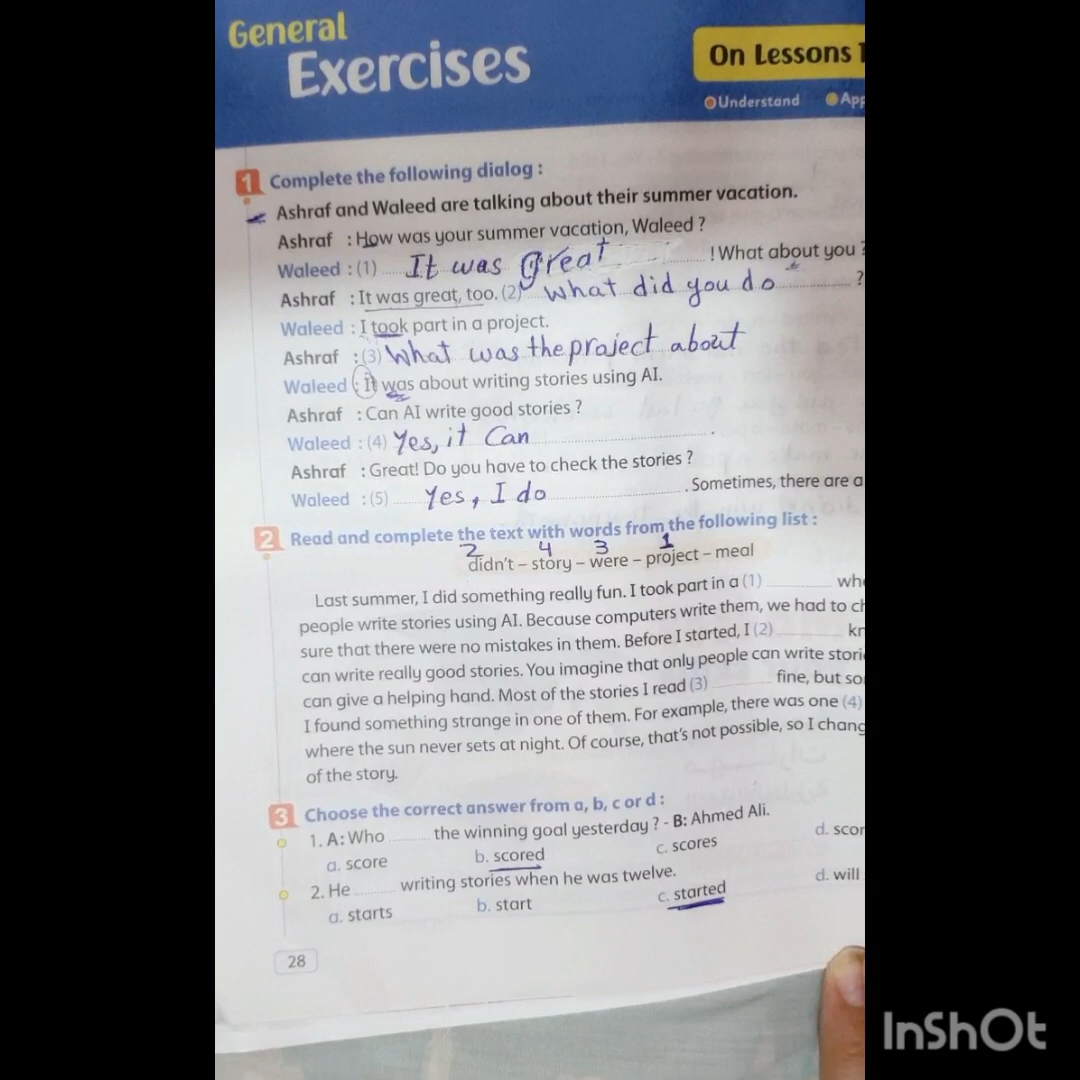 General
Exercises
On Lessons 1
Understand App
1 Complete the following dialog :
Ashraf and Waleed are talking about their summer vacation.
Ashraf : How was your summer vacation, Waleed ?
Waleed : (1) It was great ! What about you ?
Ashraf : It was great, too. (2) what did you do ?
Waleed : I took part in a project.
Ashraf : (3) What was the project about
Waleed : It was about writing stories using AI.
Ashraf : Can AI write good stories ?
Waleed : (4) Yes, it Can .
Ashraf : Great! Do you have to check the stories ?
Waleed : (5) Yes, I do . Sometimes, there are a
2 Read and complete the text with words from the following list :
2 4 3 1
didn't – story – were – project – meal
Last summer, I did something really fun. I took part in a (1) ........ wh
people write stories using AI. Because computers write them, we had to ch
sure that there were no mistakes in them. Before I started, I (2) ........ kn
can write really good stories. You imagine that only people can write stori
can give a helping hand. Most of the stories I read (3) ........ fine, but so
I found something strange in one of them. For example, there was one (4)
where the sun never sets at night. Of course, that's not possible, so I chang
of the story.
3 Choose the correct answer from a, b, c or d :
1. A: Who ........ the winning goal yesterday ? - B: Ahmed Ali.
a. score b. scored c. scores d. scor
2. He ........ writing stories when he was twelve.
a. starts b. start c. started d. will
28
InShOt